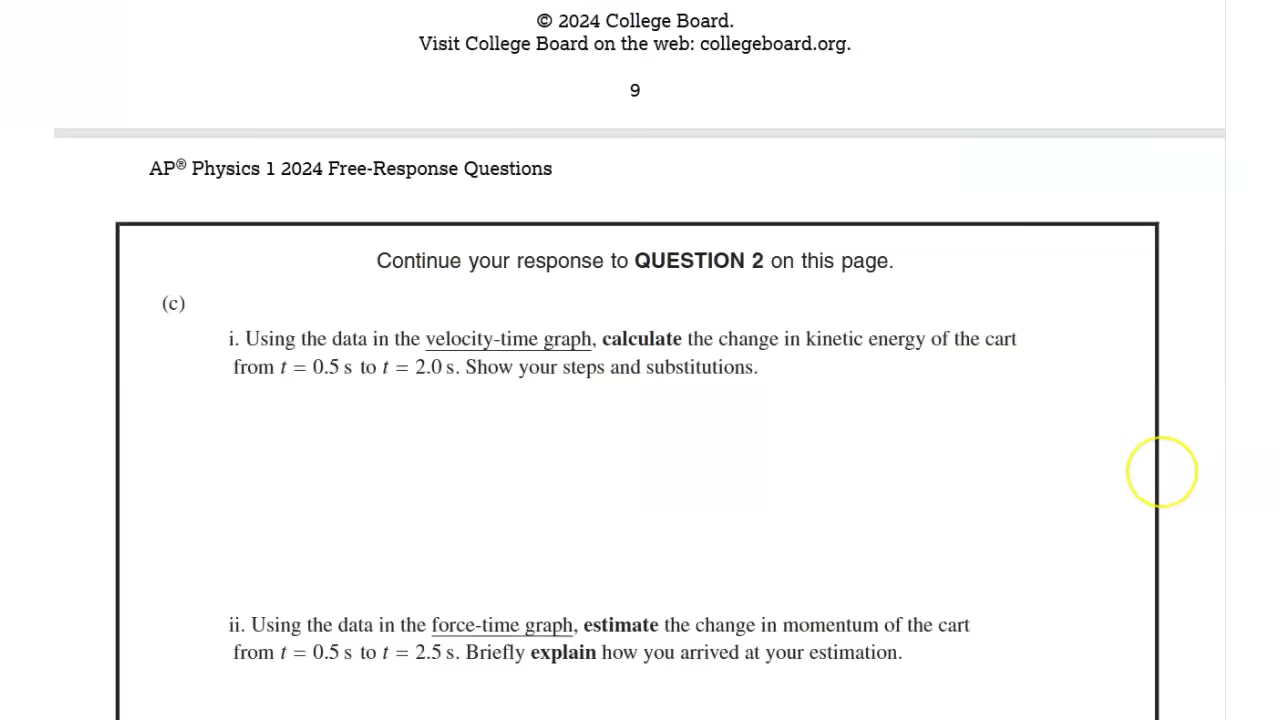 © 2024 College Board.
Visit College Board on the web: collegeboard.org.
9
AP® Physics 1 2024 Free-Response Questions
Continue your response to QUESTION 2 on this page.
(c)
i. Using the data in the velocity-time graph, calculate the change in kinetic energy of the cart
from t = 0.5 s to t = 2.0 s. Show your steps and substitutions.
ii. Using the data in the force-time graph, estimate the change in momentum of the cart
from t = 0.5 s to t = 2.5 s. Briefly explain how you arrived at your estimation.